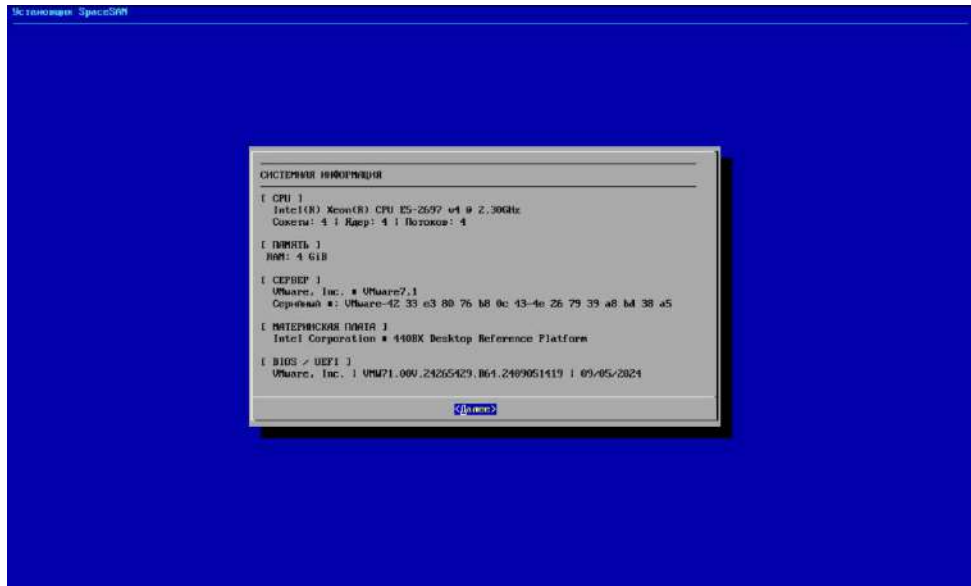 Установщик SpaceSAN
СИСТЕМНАЯ ИНФОРМАЦИЯ
[ CPU ]
Intel(R) Xeon(R) CPU E5-2697 v4 @ 2.30GHz
Сокеты: 4 | Ядер: 4 | Потоков: 4
[ ПАМЯТЬ ]
RAM: 4 GiB
[ СЕРВЕР ]
VMware, Inc. ■ VMware7,1
Серийный ■: VMware-42 33 e3 80 76 b8 0c 43-4e 26 79 39 a8 bd 38 a5
[ МАТЕРИНСКАЯ ПЛАТА ]
Intel Corporation ■ 440BX Desktop Reference Platform
[ BIOS / UEFI ]
VMware, Inc. | VMW71.00V.24265429.B64.2409051419 | 09/05/2024
<Далее>